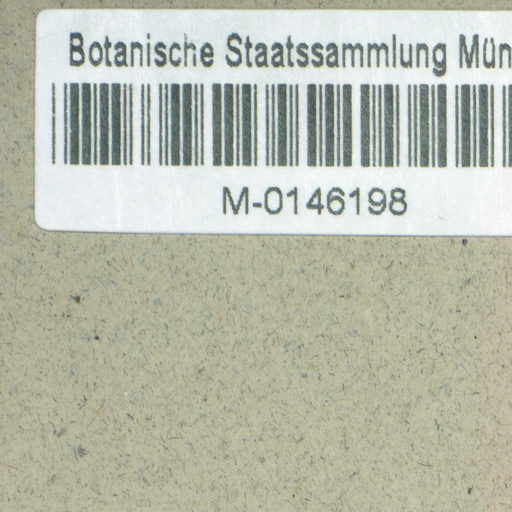 Botanische Staatssammlung Mün
M-0146198